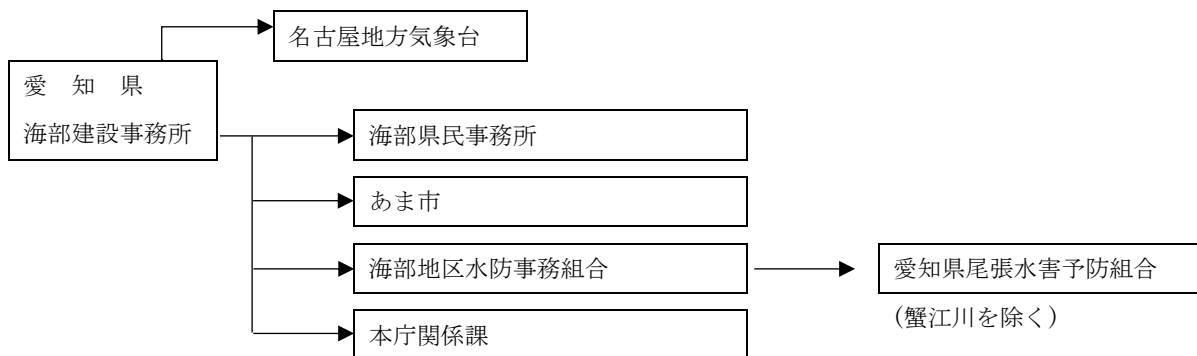 名古屋地方気象台
愛　知　県
海部建設事務所
海部県民事務所
あま市
海部地区水防事務組合
愛知県尾張水害予防組合
(蟹江川を除く)
本庁関係課